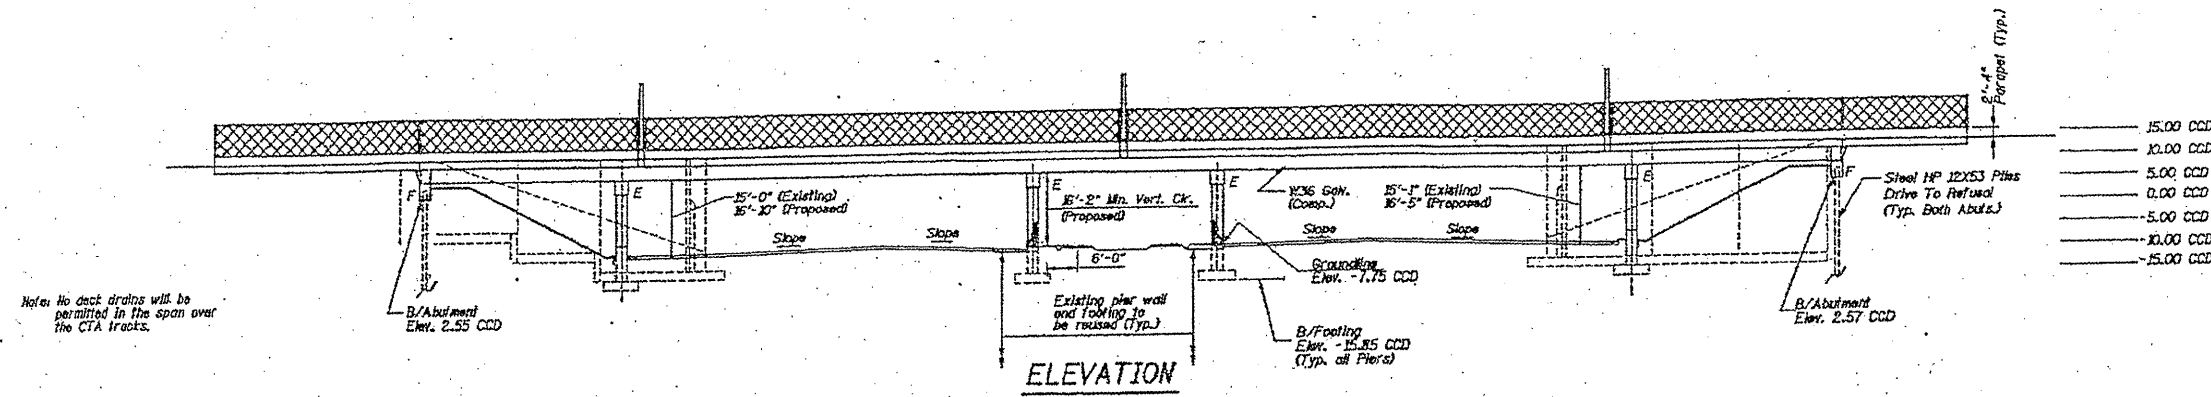 2'-4"
Parapet (Typ.)
15.00 CCD
10.00 CCD
5.00 CCD
0.00 CCD
-5.00 CCD
-10.00 CCD
-15.00 CCD
F
E
15'-0" (Existing)
16'-10" (Proposed)
E
16'-2" Min. Vert. Clr.
(Proposed)
E
W36 Galv.
(Comp.)
15'-1" (Existing)
16'-5" (Proposed)
E
F
Steel HP 12X53 Piles
Drive To Refusal
(Typ. Both Abuts.)
Slope
Slope
Slope
Slope
6'-0"
Groundline
Elev. -7.75 CCD
Note: No deck drains will be
permitted in the span over
the CTA tracks.
B/Abutment
Elev. 2.55 CCD
Existing pier wall
and footing to
be reused (Typ.)
B/Footing
Elev. -15.85 CCD
(Typ. all Piers)
B/Abutment
Elev. 2.57 CCD
ELEVATION